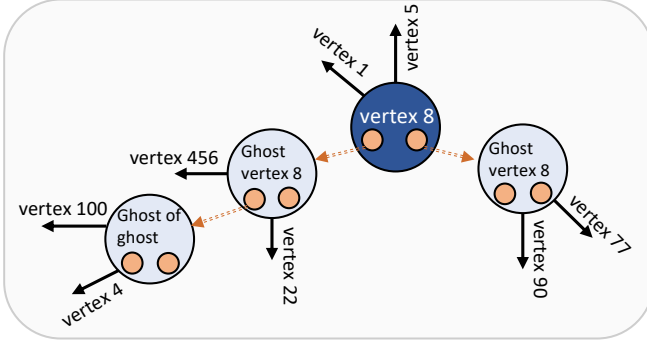 vertex 5
vertex 1
vertex 8
vertex 456
Ghost
vertex 8
Ghost
vertex 8
vertex 100
Ghost of
ghost
vertex 77
vertex 4
vertex 22
vertex 90